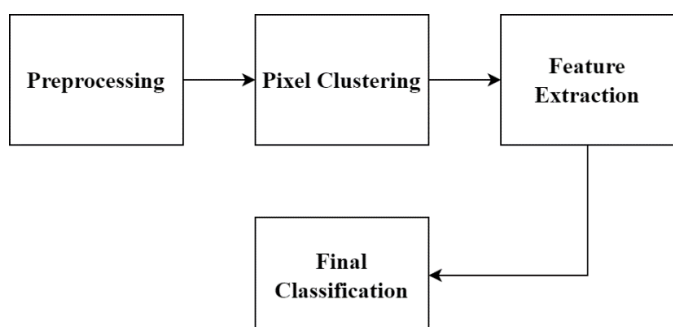 Preprocessing
Pixel Clustering
Feature
Extraction
Final
Classification